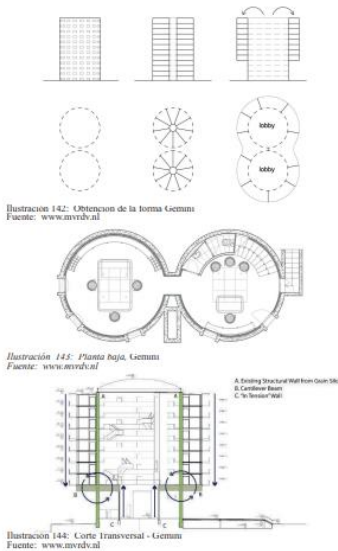 lobby
lobby
Ilustración 142: Obtención de la forma Gemini
Fuente: www.mvrdv.nl
Ilustración 143: Planta baja, Gemini
Fuente: www.mvrdv.nl
A. Existing Structural Wall from Grain Silo
B. Cantilever Beam
C. "In Tension" Wall
A
A
B
B
C
C
Ilustración 144: Corte Transversal - Gemini
Fuente: www.mvrdv.nl